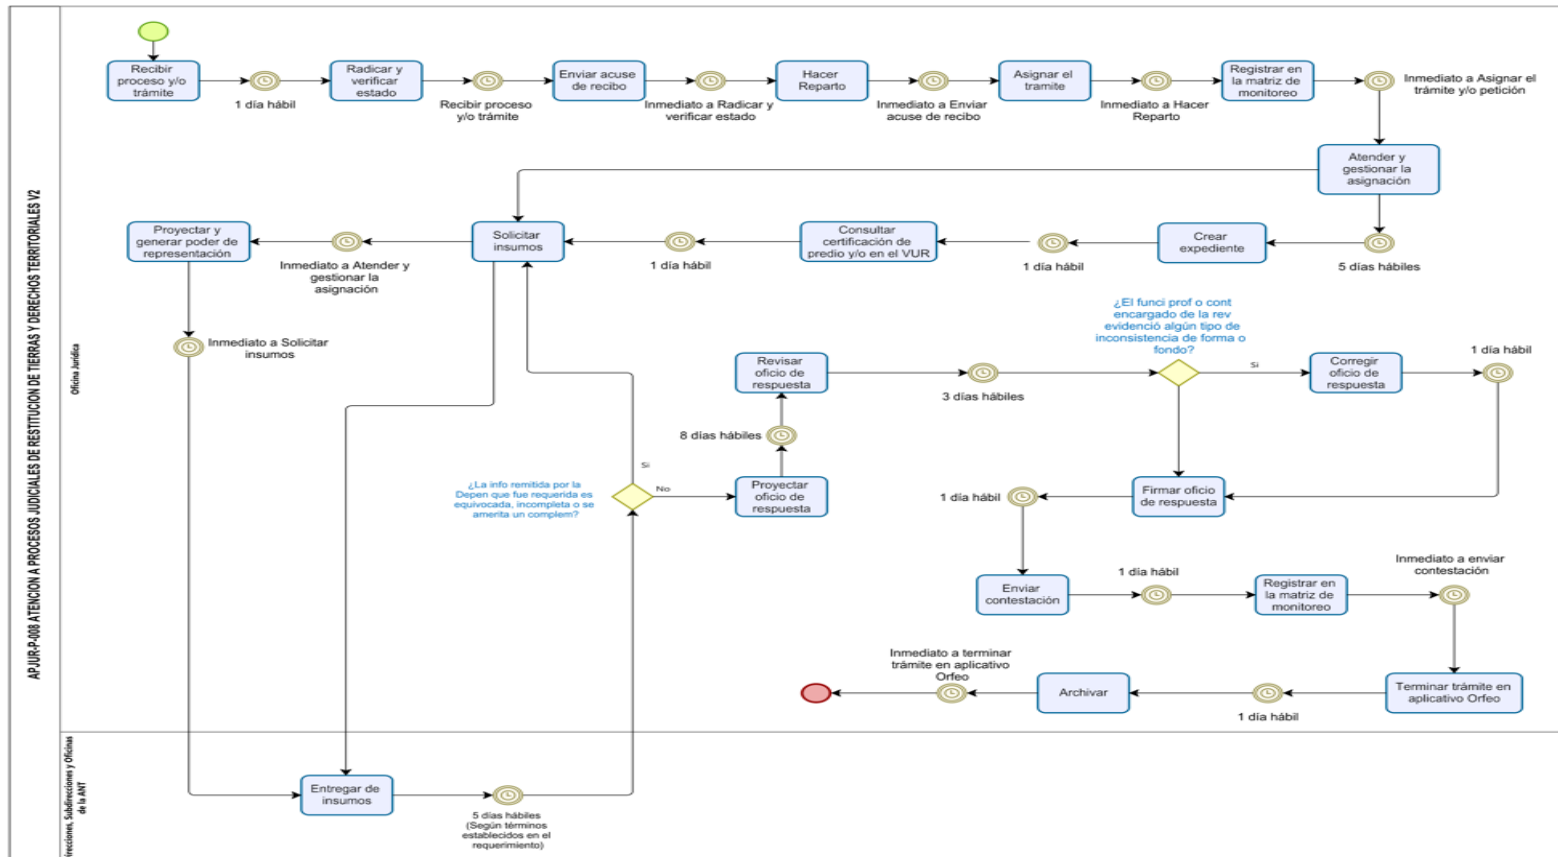 APJUR-P-008 ATENCION A PROCESOS JUDICIALES DE RESTITUCION DE TIERRAS Y DERECHOS TERRITORIALES V2
Oficina Jurídica
Recibir
proceso y/o
trámite
1 día hábil
Radicar y
verificar
estado
Recibir proceso
y/o trámite
Enviar acuse
de recibo
Inmediato a Radicar y
verificar estado
Hacer
Reparto
Inmediato a Enviar
acuse de recibo
Asignar el
tramite
Inmediato a Hacer
Reparto
Registrar en
la matriz de
monitoreo
Inmediato a Asignar el
trámite y/o petición
Atender y
gestionar la
asignación
5 días hábiles
Crear
expediente
1 día hábil
Consultar
certificación de
predio y/o en el VUR
1 día hábil
Solicitar
insumos
Inmediato a Atender y
gestionar la
asignación
Proyectar y
generar poder de
representación
Inmediato a Solicitar
insumos
¿La info remitida por la
Depen que fue requerida es
equivocada, incompleta o se
amerita un complem?
Si
No
Proyectar
oficio de
respuesta
8 días hábiles
Revisar
oficio de
respuesta
3 días hábiles
¿El funci prof o cont
encargado de la rev
evidenció algún tipo de
inconsistencia de forma o
fondo?
Si
Corregir
oficio de
respuesta
1 día hábil
Firmar oficio
de respuesta
1 día hábil
Enviar
contestación
1 día hábil
Registrar en
la matriz de
monitoreo
Inmediato a enviar
contestación
Terminar trámite en
aplicativo Orfeo
1 día hábil
Archivar
Inmediato a terminar
trámite en aplicativo
Orfeo
irecciones, Subdirecciones y Oficinas
de la ANT
Entregar de
insumos
5 días hábiles
(Según términos
establecidos en el
requerimiento)